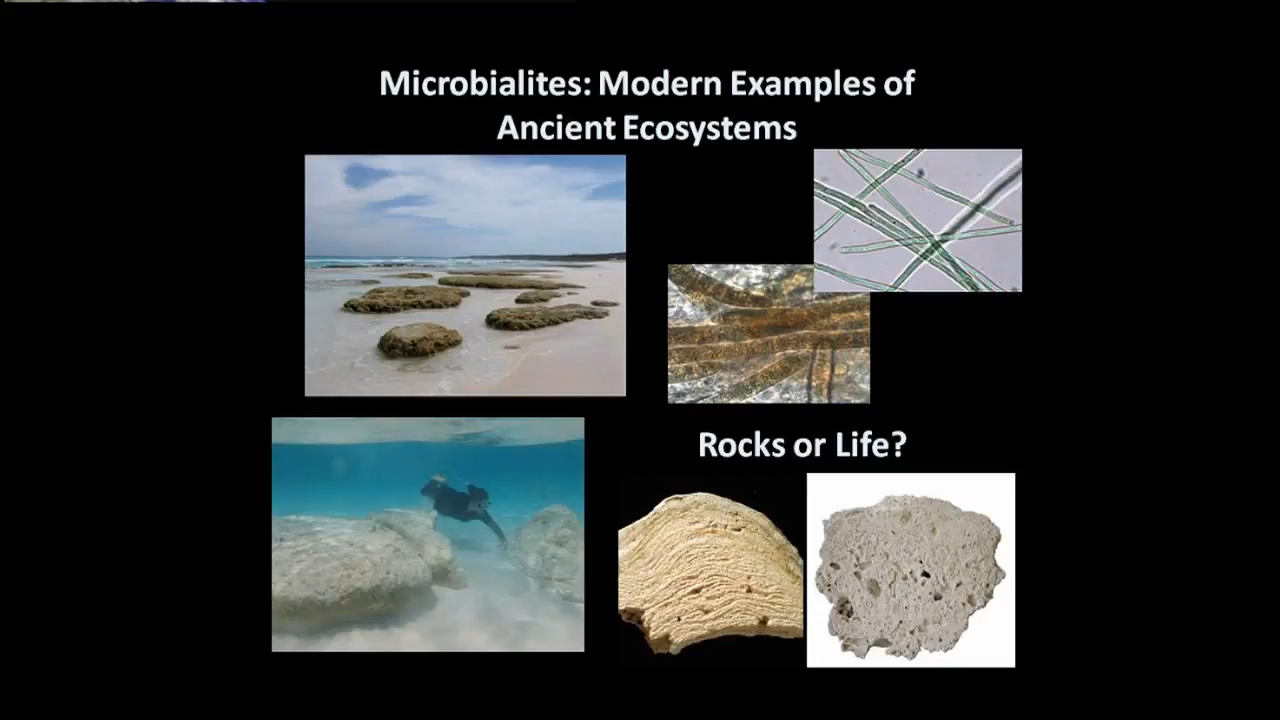 Microbialites: Modern Examples of
Ancient Ecosystems
Rocks or Life?